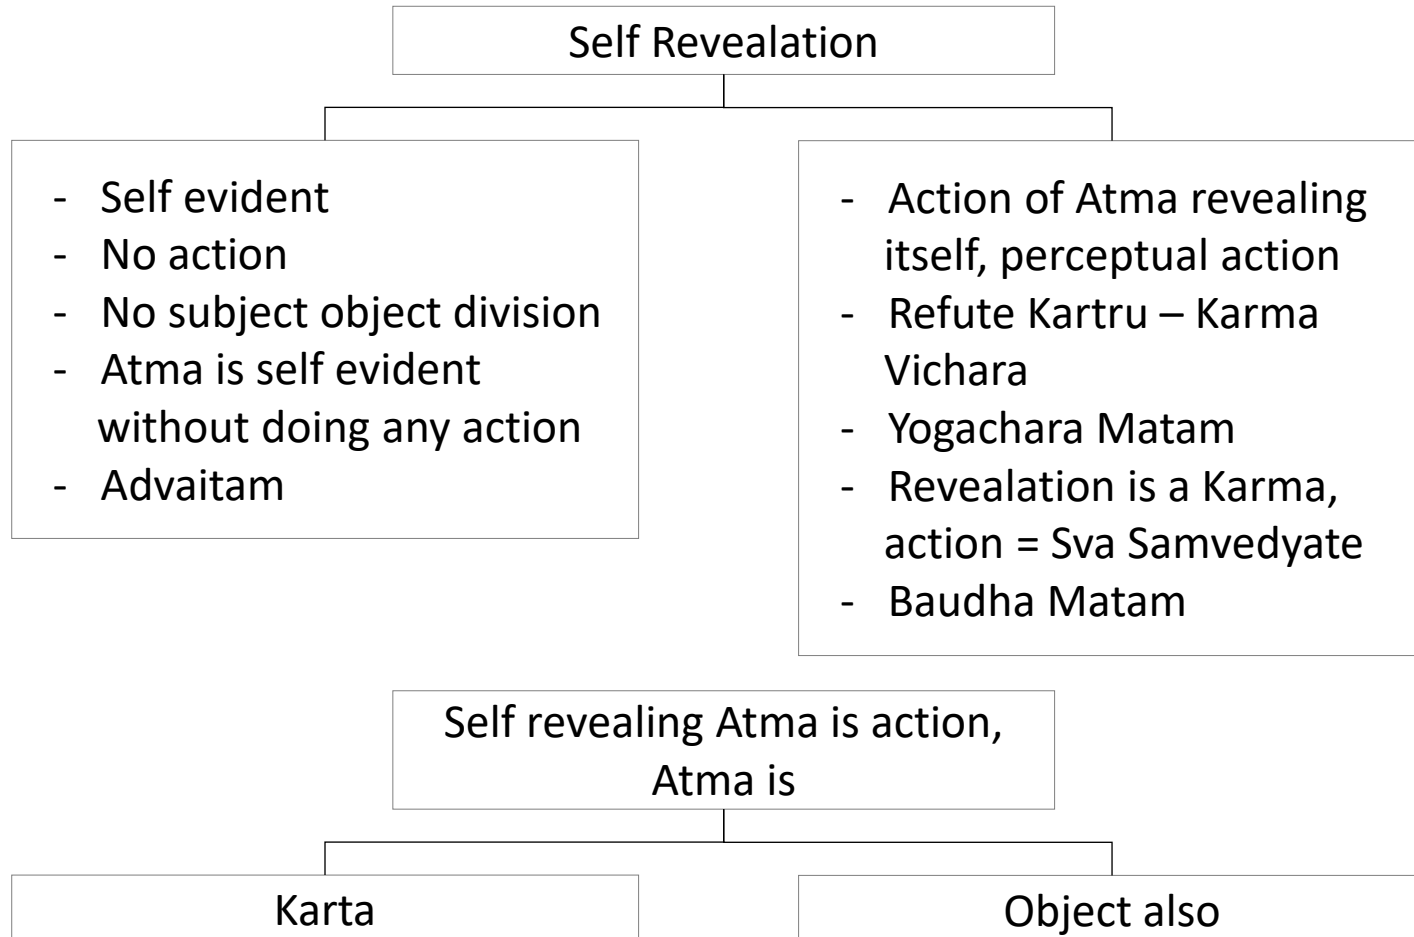 Self Revealation
- Self evident
- No action
- No subject object division
- Atma is self evident
without doing any action
- Advaitam
- Action of Atma revealing
itself, perceptual action
- Refute Kartru – Karma
Vichara
- Yogachara Matam
- Revealation is a Karma,
action = Sva Samvedyate
- Baudha Matam
Self revealing Atma is action,
Atma is
Karta
Object also